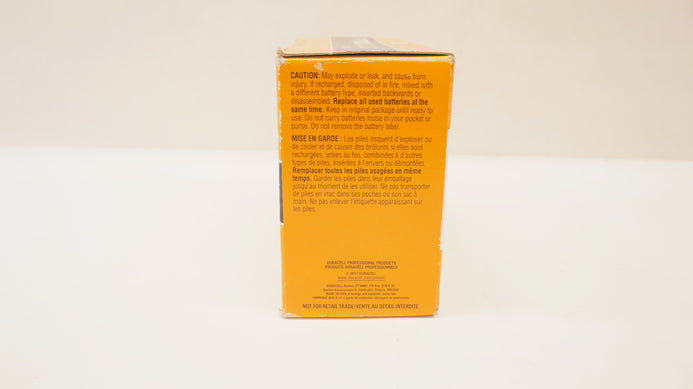 CAUTION: May explode or leak, and cause burn
injury, if recharged, disposed of in fire, mixed with
a different battery type, inserted backwards or
disassembled. Replace all used batteries at the
same time. Keep in original package until ready to
use. Do not carry batteries loose in your pocket or
purse. Do not remove the battery label.
MISE EN GARDE : Les piles risquent d'exploser ou
de couler et de causer des brûlures si elles sont
rechargées, jetées au feu, combinées à d'autres
types de piles, insérées à l'envers ou démontées.
Remplacer toutes les piles usagées en même
temps. Garder les piles dans leur emballage
jusqu'au moment de les utiliser. Ne pas transporter
de piles en vrac dans ses poches ou son sac à
main. Ne pas enlever l'étiquette apparaissant sur
les piles.
DURACELL PROFESSIONAL PRODUCTS
PRODUITS DURACELL PROFESSIONNELS
© 2017 DURACELL
DURACELL
NOT FOR RETAIL TRADE/VENTE AU DÉTAIL INTERDITE